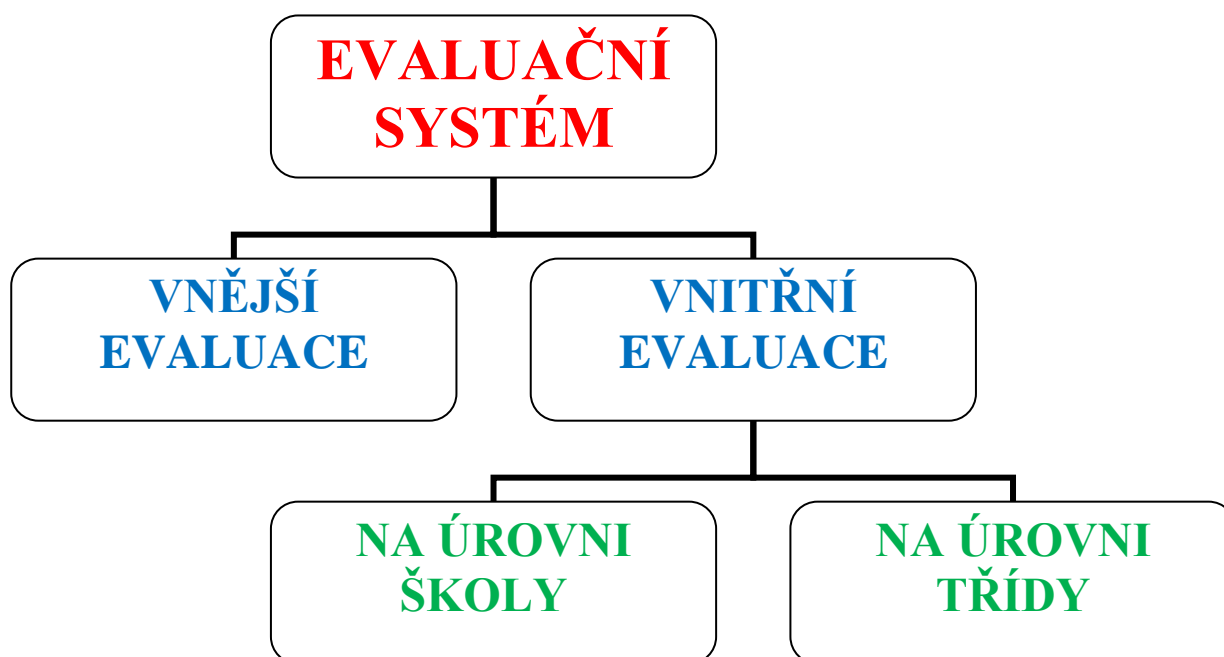 EVALUAČNÍ
SYSTÉM
VNĚJŠÍ
EVALUACE
VNITŘNÍ
EVALUACE
NA ÚROVNI
ŠKOLY
NA ÚROVNI
TŘÍDY